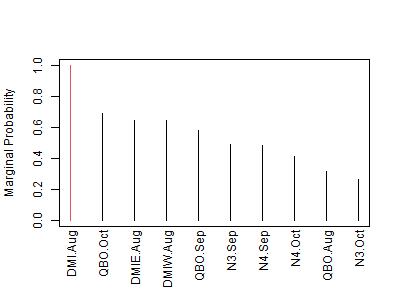 Marginal Probability
1.0
0.8
0.6
0.4
0.2
0.0
DMI.Aug
QBO.Oct
DMIE.Aug
DMIW.Aug
QBO.Sep
N3.Sep
N4.Sep
N4.Oct
QBO.Aug
N3.Oct